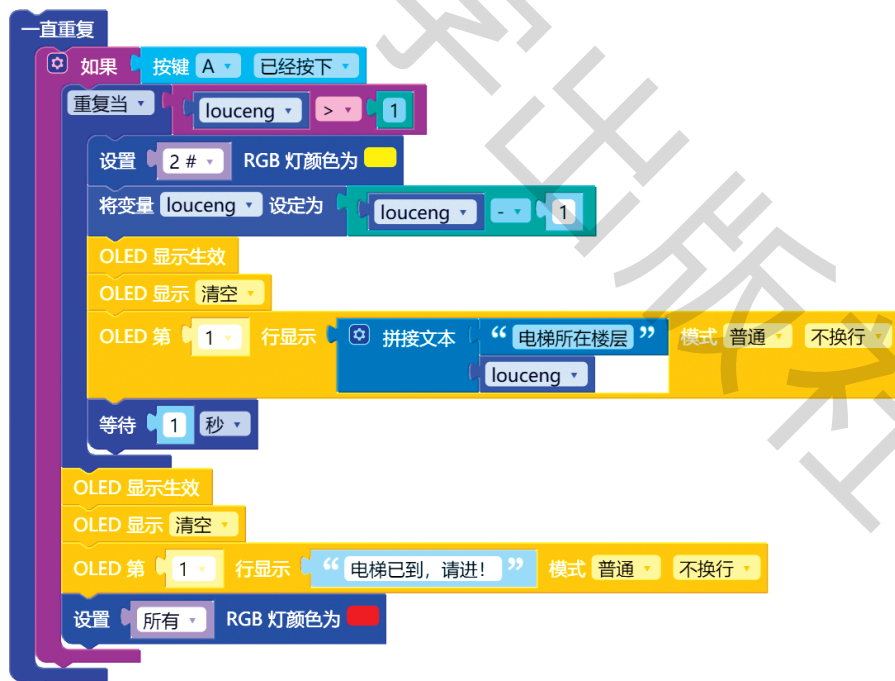 一直重复
如果 按键 A 已经按下
重复当 louceng > 1
设置 2 # RGB 灯颜色为
将变量 louceng 设定为 louceng - 1
OLED 显示生效
OLED 显示 清空
OLED 第 1 行显示 拼接文本 “ 电梯所在楼层 ” 模式 普通 不换行
louceng
等待 1 秒
OLED 显示生效
OLED 显示 清空
OLED 第 1 行显示 “ 电梯已到，请进！ ” 模式 普通 不换行
设置 所有 RGB 灯颜色为
学出版社